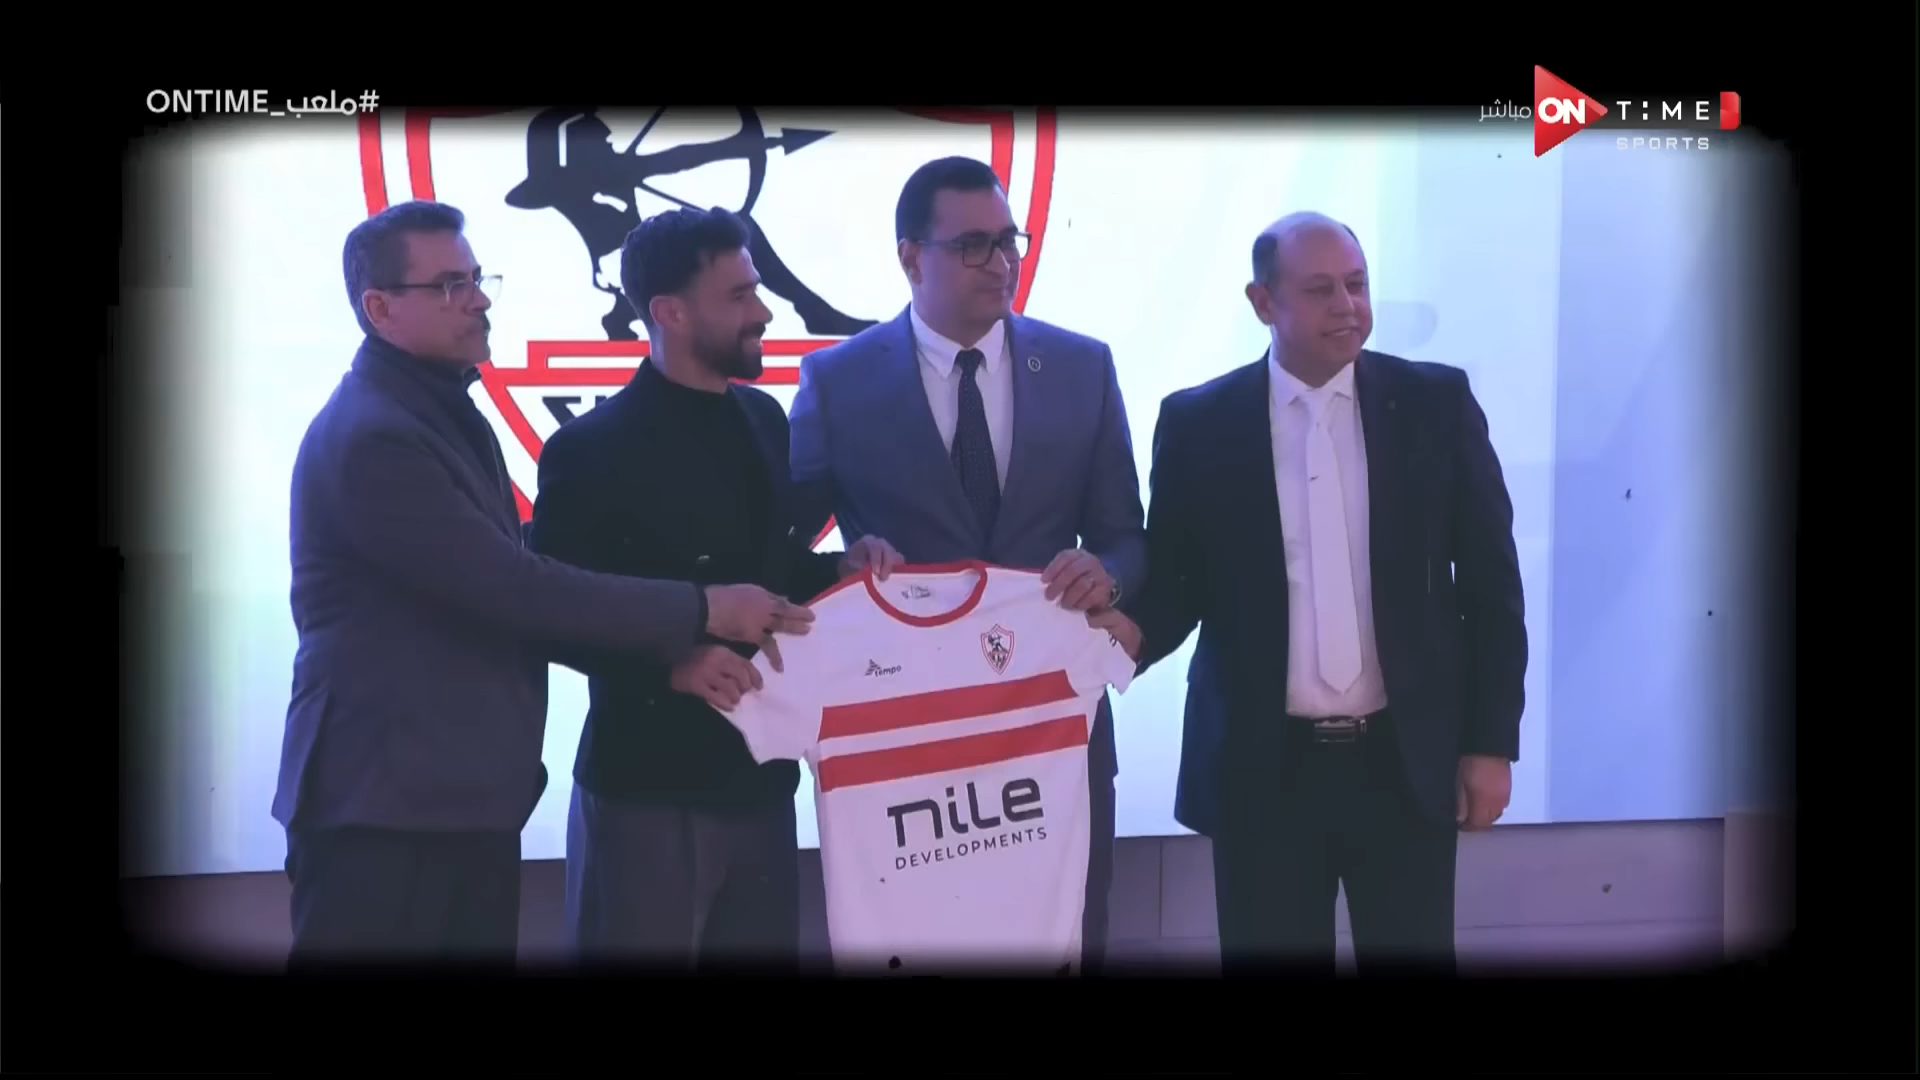 #ملعب_ONTIME
مباشر ON TIME
SPORTS
tempo
nile
DEVELOPMENTS